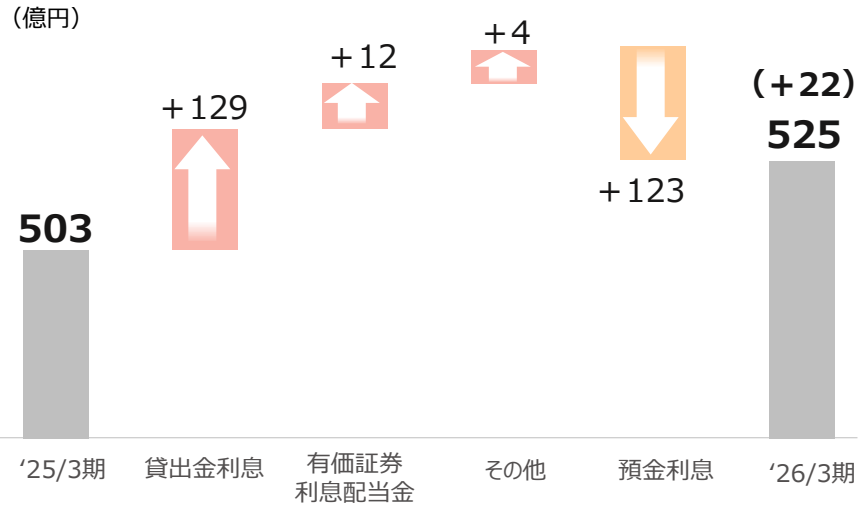 （億円）
＋4
＋12
（＋22）
＋129
525
＋123
503
‘25/3期
貸出金利息
有価証券
利息配当金
その他
預金利息
‘26/3期